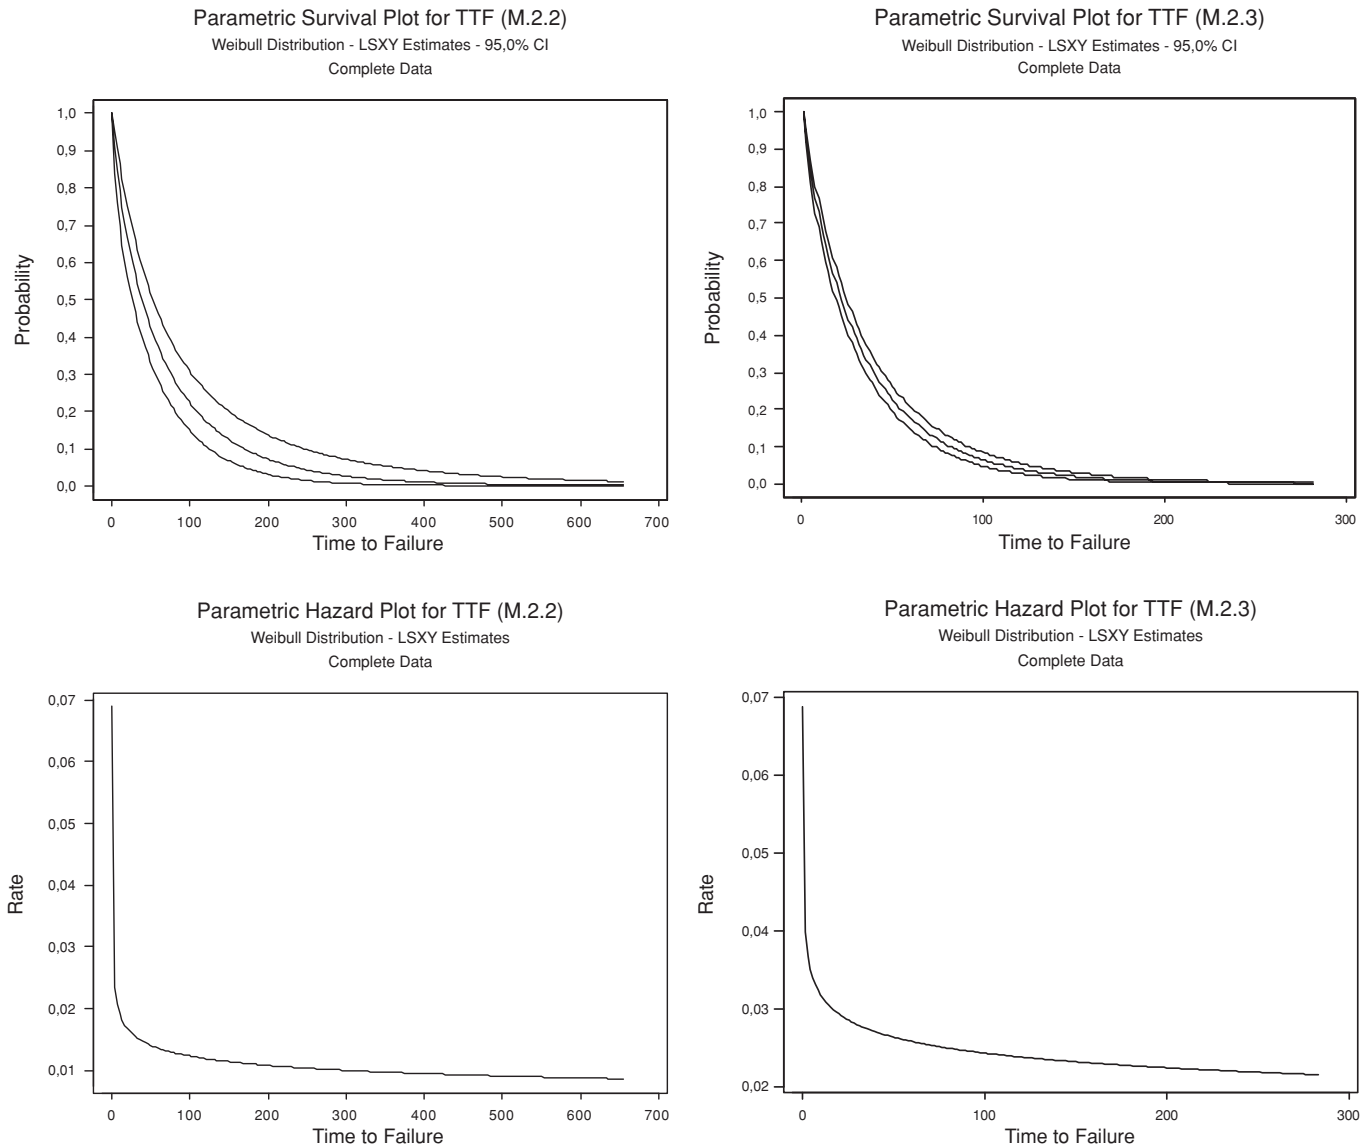 Parametric Survival Plot for TTF (M.2.2)
Weibull Distribution - LSXY Estimates - 95,0% CI
Complete Data
1,0
0,9
0,8
0,7
0,6
0,5
0,4
0,3
0,2
0,1
0,0
Probability
0 100 200 300 400 500 600 700
Time to Failure
Parametric Survival Plot for TTF (M.2.3)
Weibull Distribution - LSXY Estimates - 95,0% CI
Complete Data
1,0
0,9
0,8
0,7
0,6
0,5
0,4
0,3
0,2
0,1
0,0
Probability
0 100 200 300
Time to Failure
Parametric Hazard Plot for TTF (M.2.2)
Weibull Distribution - LSXY Estimates
Complete Data
0,07
0,06
0,05
0,04
0,03
0,02
0,01
Rate
0 100 200 300 400 500 600 700
Time to Failure
Parametric Hazard Plot for TTF (M.2.3)
Weibull Distribution - LSXY Estimates
Complete Data
0,07
0,06
0,05
0,04
0,03
0,02
Rate
0 100 200 300
Time to Failure